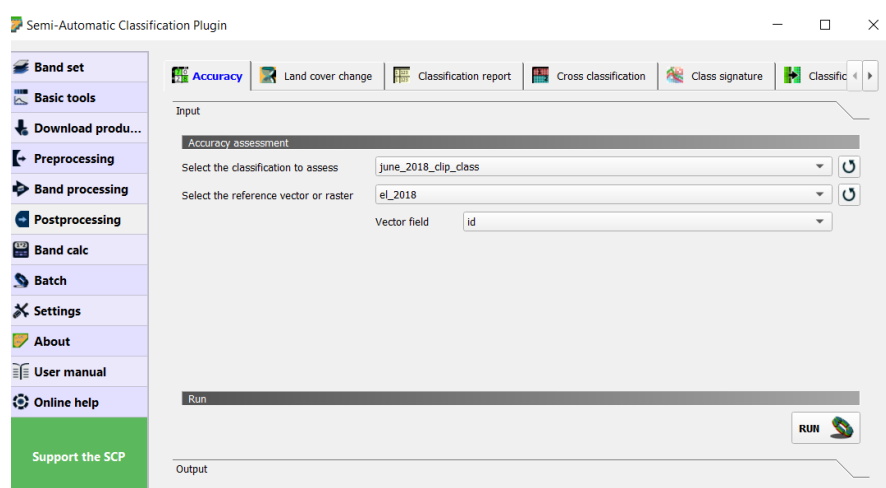 Semi-Automatic Classification Plugin
Band set
Basic tools
Download produ...
Preprocessing
Band processing
Postprocessing
Band calc
Batch
Settings
About
User manual
Online help
Support the SCP
Accuracy
Land cover change
Classification report
Cross classification
Class signature
Classific
Input
Accuracy assessment
Select the classification to assess
june_2018_clip_class
Select the reference vector or raster
el_2018
Vector field
id
Run
RUN
Output